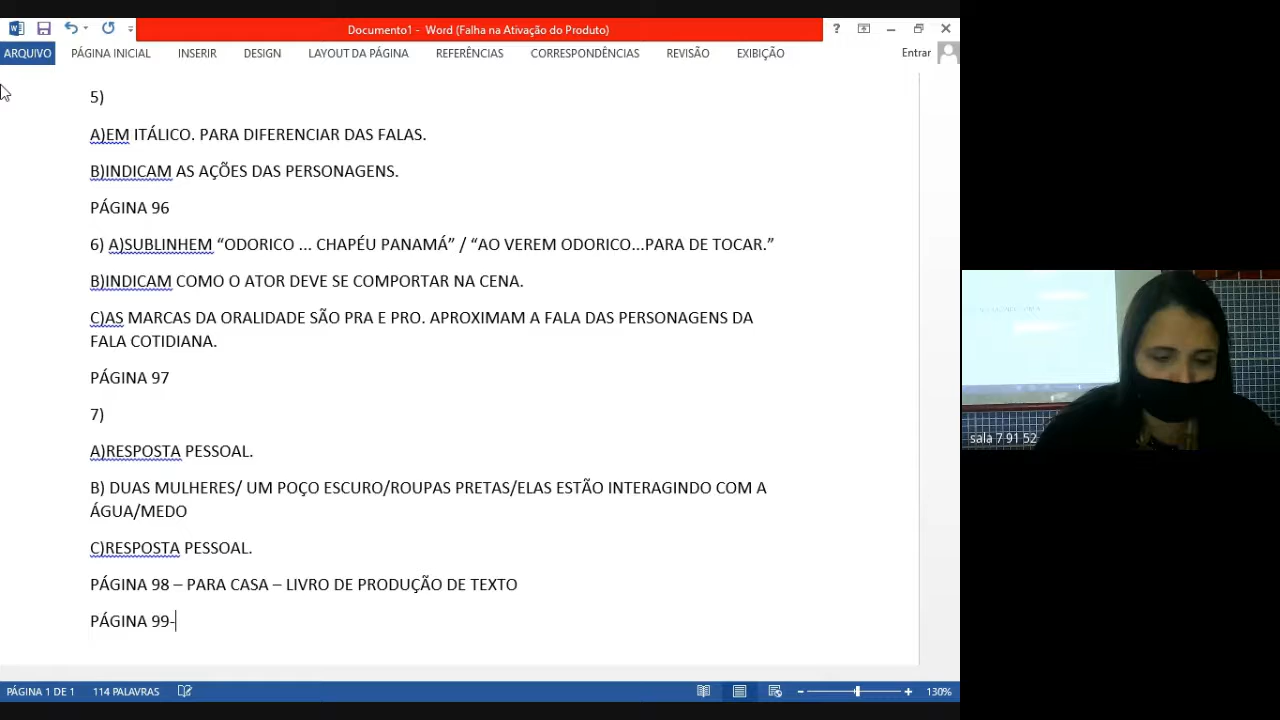 Documento1 - Word (Falha na Ativação do Produto)
?
ARQUIVO PÁGINA INICIAL INSERIR DESIGN LAYOUT DA PÁGINA REFERÊNCIAS CORRESPONDÊNCIAS REVISÃO EXIBIÇÃO Entrar
5)
A)EM ITÁLICO. PARA DIFERENCIAR DAS FALAS.
B)INDICAM AS AÇÕES DAS PERSONAGENS.
PÁGINA 96
6) A)SUBLINHEM “ODORICO ... CHAPÉU PANAMÁ” / “AO VEREM ODORICO...PARA DE TOCAR.”
B)INDICAM COMO O ATOR DEVE SE COMPORTAR NA CENA.
C)AS MARCAS DA ORALIDADE SÃO PRA E PRO. APROXIMAM A FALA DAS PERSONAGENS DA
FALA COTIDIANA.
PÁGINA 97
7)
A)RESPOSTA PESSOAL.
B) DUAS MULHERES/ UM POÇO ESCURO/ROUPAS PRETAS/ELAS ESTÃO INTERAGINDO COM A
ÁGUA/MEDO
C)RESPOSTA PESSOAL.
PÁGINA 98 – PARA CASA – LIVRO DE PRODUÇÃO DE TEXTO
PÁGINA 99-
PÁGINA 1 DE 1 114 PALAVRAS 130%
sala 7 91 52